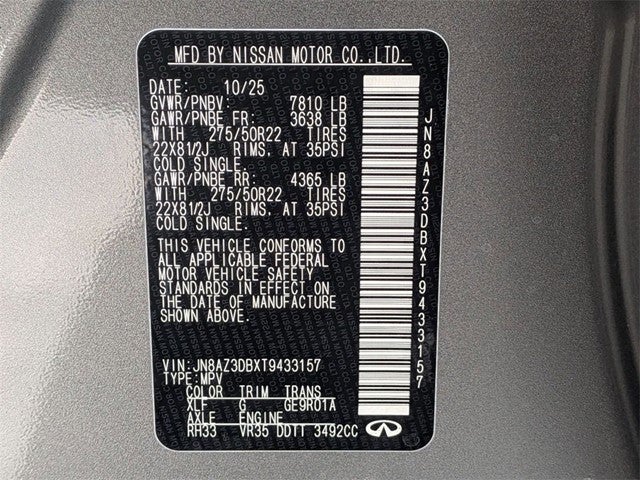 MFD BY NISSAN MOTOR CO.,LTD.
DATE: 10/25
GVWR/PNBV: 7810 LB
GAWR/PNBE FR: 3638 LB
WITH 275/50R22 TIRES
22X81/2J RIMS, AT 35PSI
COLD SINGLE.
GAWR/PNBE RR: 4365 LB
WITH 275/50R22 TIRES
22X81/2J RIMS, AT 35PSI
COLD SINGLE.
THIS VEHICLE CONFORMS TO
ALL APPLICABLE FEDERAL
MOTOR VEHICLE SAFETY
STANDARDS IN EFFECT ON
THE DATE OF MANUFACTURE
SHOWN ABOVE.
VIN: JN8AZ3DBXT9433157
TYPE: MPV
COLOR TRIM TRANS
XLF G GE9R01A
AXLE ENGINE
RH33 VR35 DDTT 3492CC
INFINITI
JN8AZ3DBXT9433157